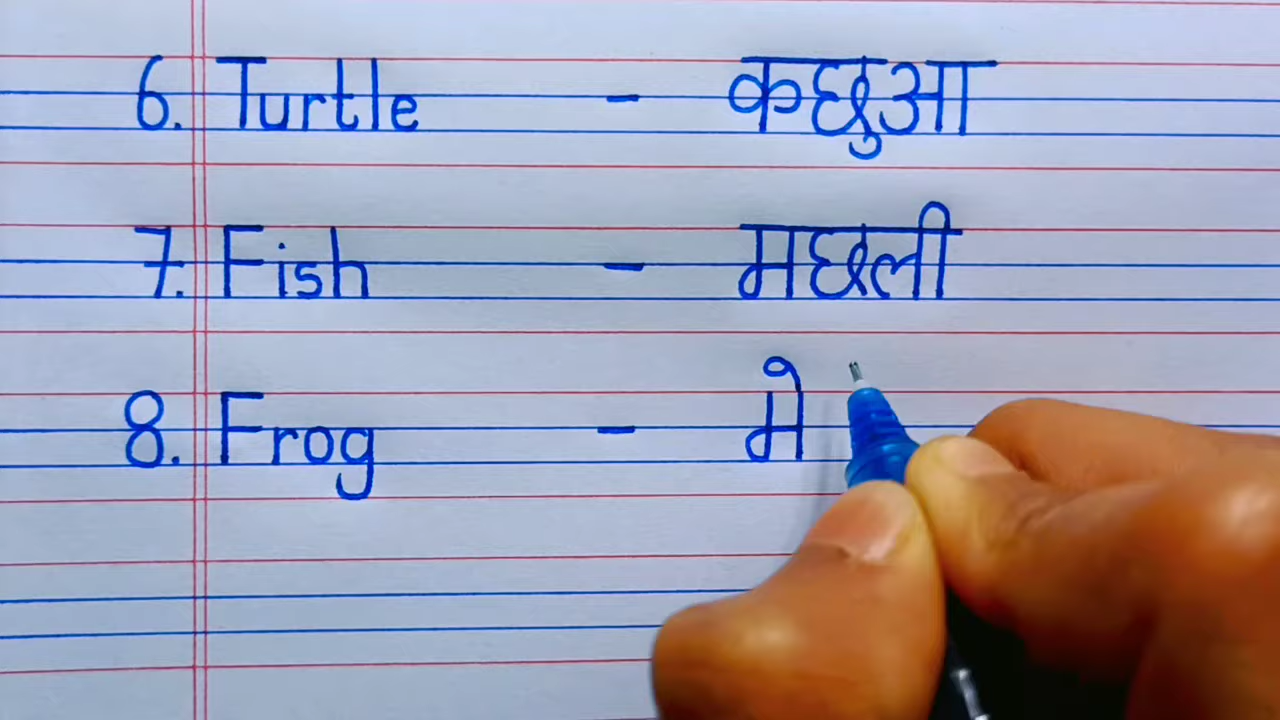 6. Turtle - कछुआ
7. Fish - मछली
8. Frog - मे